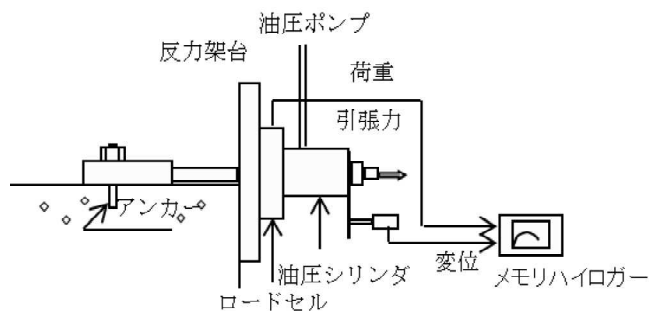 油圧ポンプ
反力架台
荷重
引張力
アンカー
油圧シリンダ
変位
メモリハイロガー
ロードセル